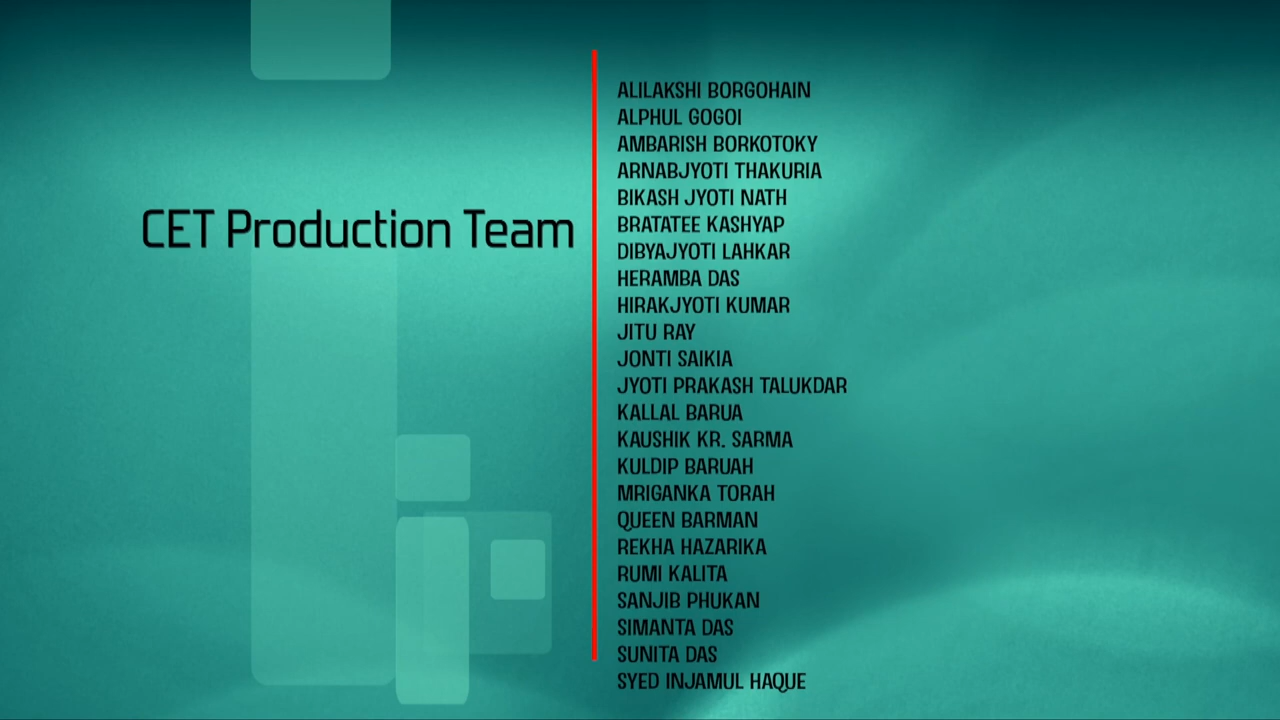 CET Production Team
ALILAKSHI BORGOHAIN
ALPHUL GOGOI
AMBARISH BORKOTOKY
ARNABJYOTI THAKURIA
BIKASH JYOTI NATH
BRATATEE KASHYAP
DIBYAJYOTI LAHKAR
HERAMBA DAS
HIRAKJYOTI KUMAR
JITU RAY
JONTI SAIKIA
JYOTI PRAKASH TALUKDAR
KALLAL BARUA
KAUSHIK KR. SARMA
KULDIP BARUAH
MRIGANKA TORAH
QUEEN BARMAN
REKHA HAZARIKA
RUMI KALITA
SANJIB PHUKAN
SIMANTA DAS
SUNITA DAS
SYED INJAMUL HAQUE